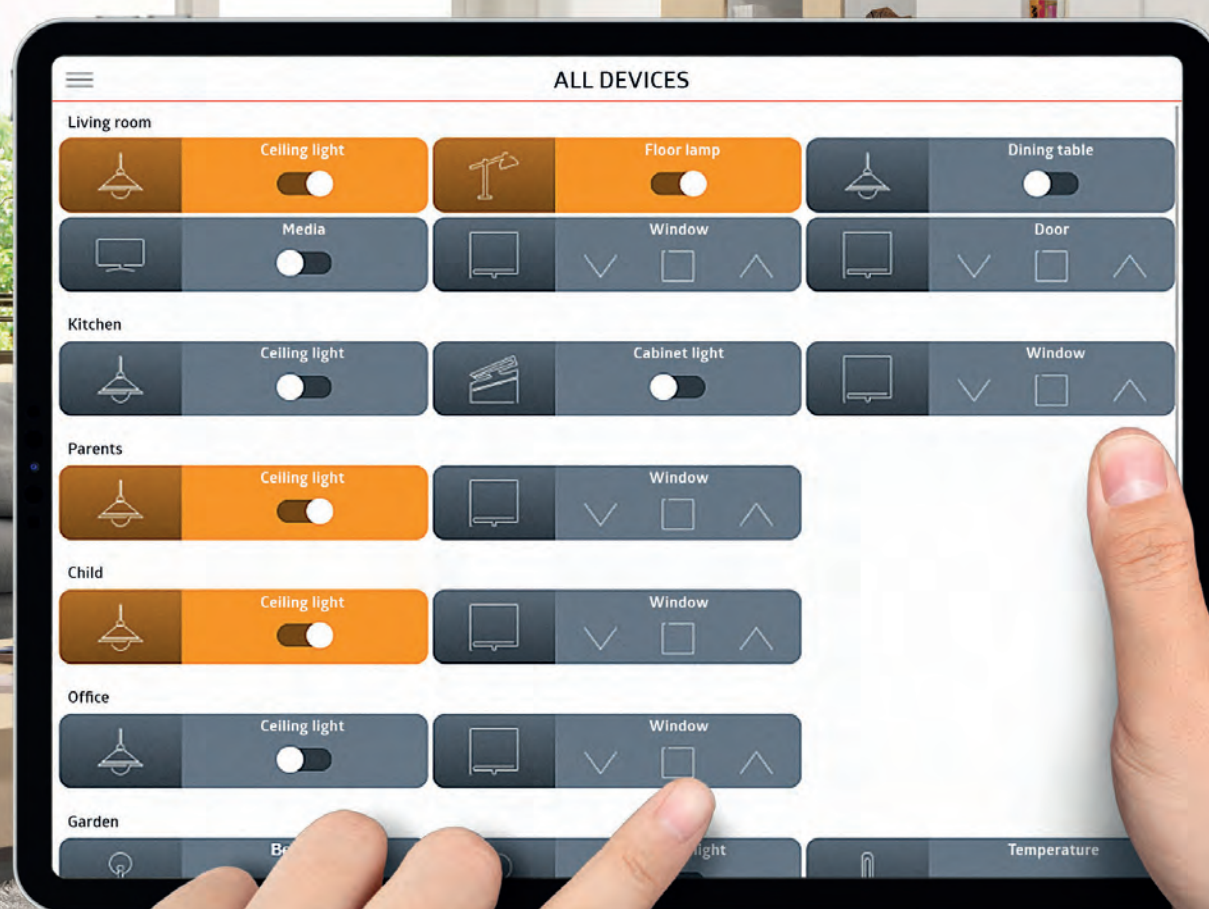 ALL DEVICES
Living room
Ceiling light
Floor lamp
Dining table
Media
Window
Door
Kitchen
Ceiling light
Cabinet light
Window
Parents
Ceiling light
Window
Child
Ceiling light
Window
Office
Ceiling light
Window
Garden
light
Temperature